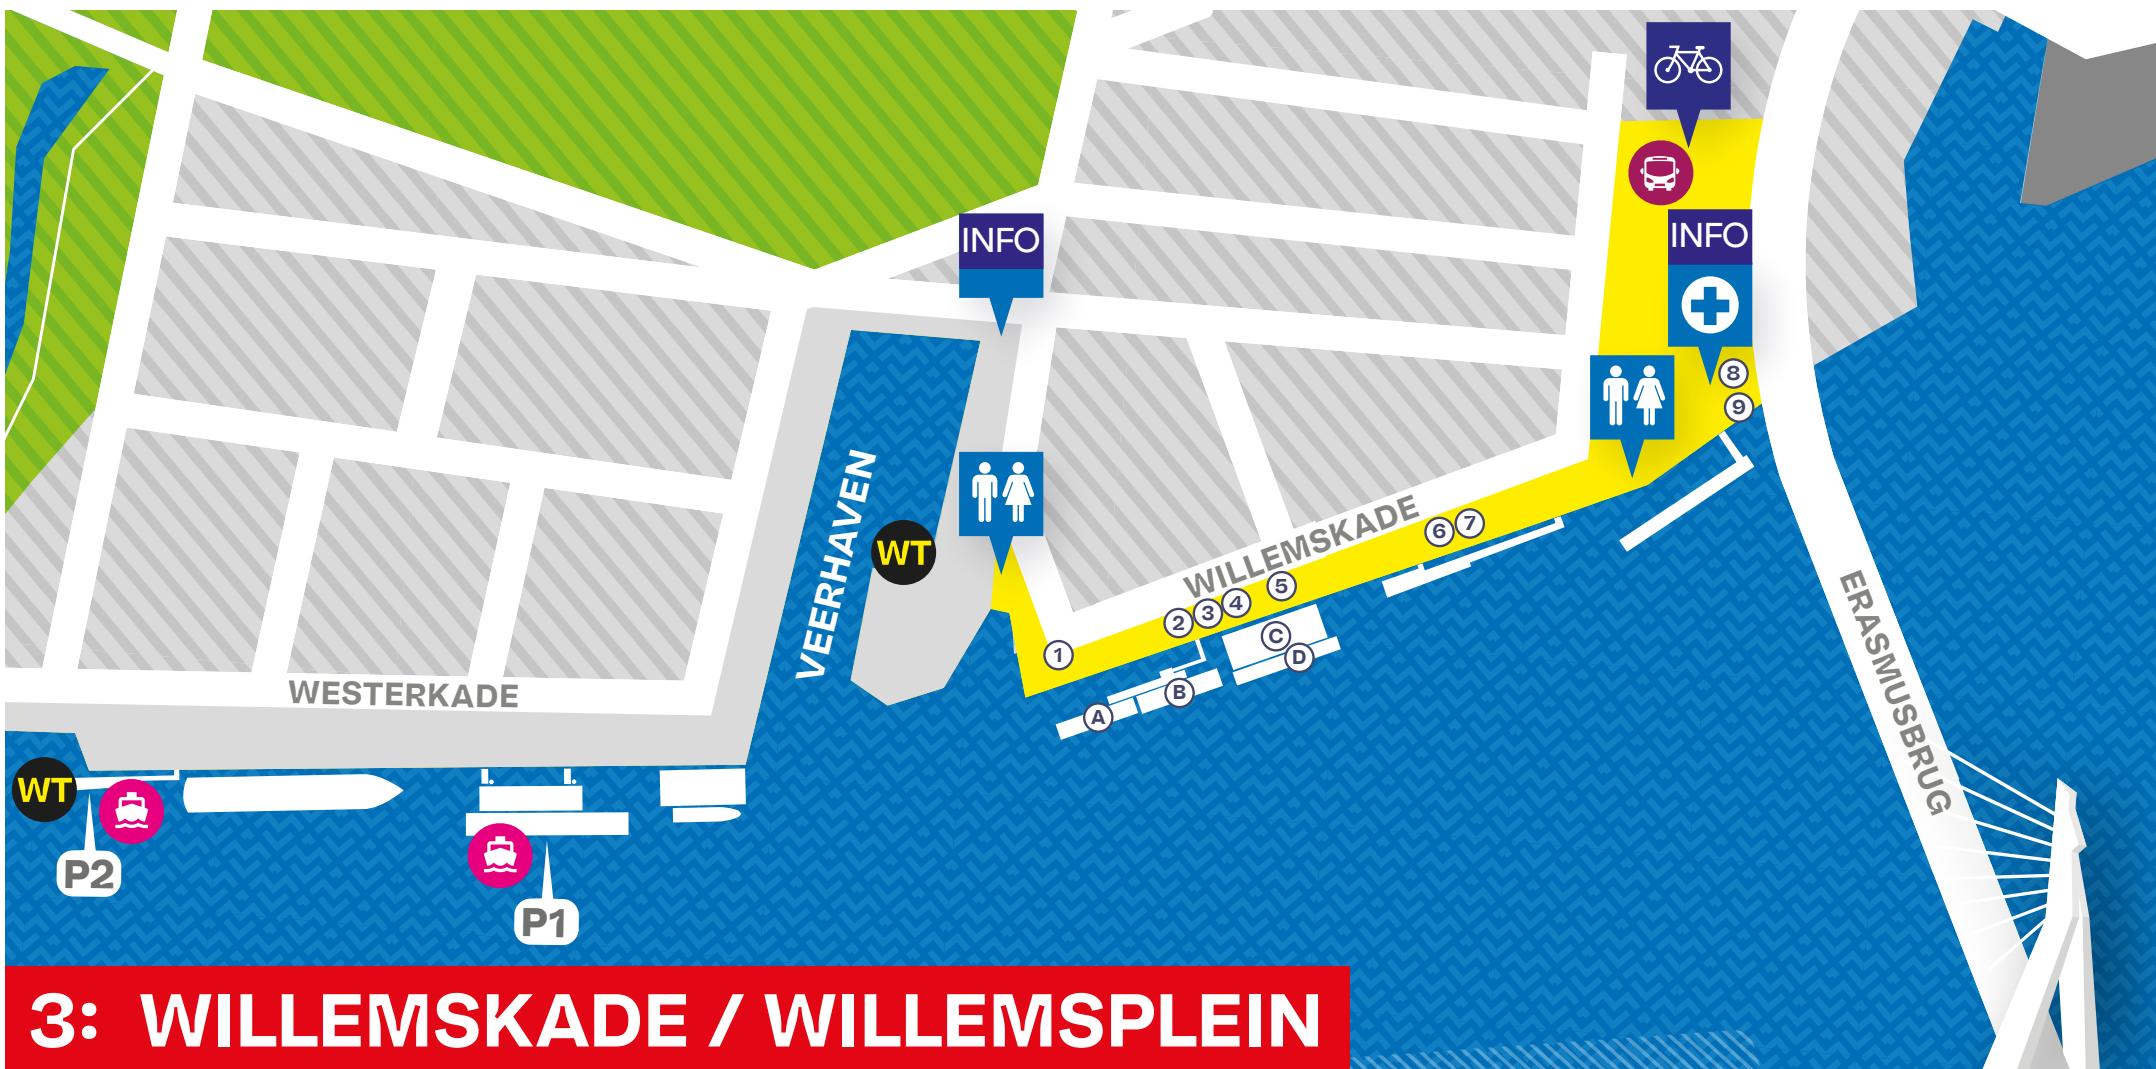 INFO
INFO
8
9
VEERHAVEN
WT
WILLEMSKADE
6
7
5
4
3
2
1
C
D
B
A
WESTERKADE
ERASMUSBRUG
WT
P2
P1
3: WILLEMSKADE / WILLEMSPLEIN